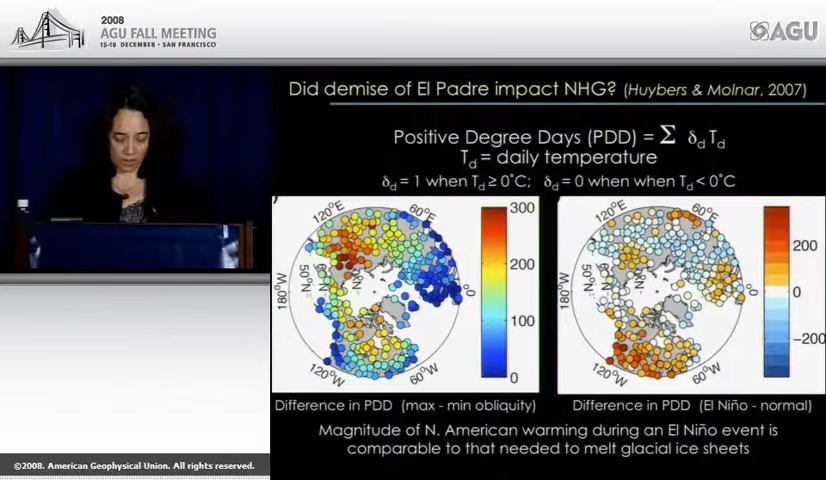 2008
AGU FALL MEETING
15-19 DECEMBER · SAN FRANCISCO
AGU
Did demise of El Padre impact NHG? (Huybers & Molnar, 2007)
Positive Degree Days (PDD) = Σ δd Td
Td = daily temperature
δd = 1 when Td ≥ 0°C; δd = 0 when when Td < 0°C
120°E
60°E
180°W
50°N
0°
120°W
60°W
300
200
100
0
120°E
60°E
180°W
50°N
0°
120°W
60°W
200
0
-200
Difference in PDD (max - min obliquity)
Difference in PDD (El Niño - normal)
Magnitude of N. American warming during an El Niño event is
comparable to that needed to melt glacial ice sheets
©2008. American Geophysical Union. All rights reserved.